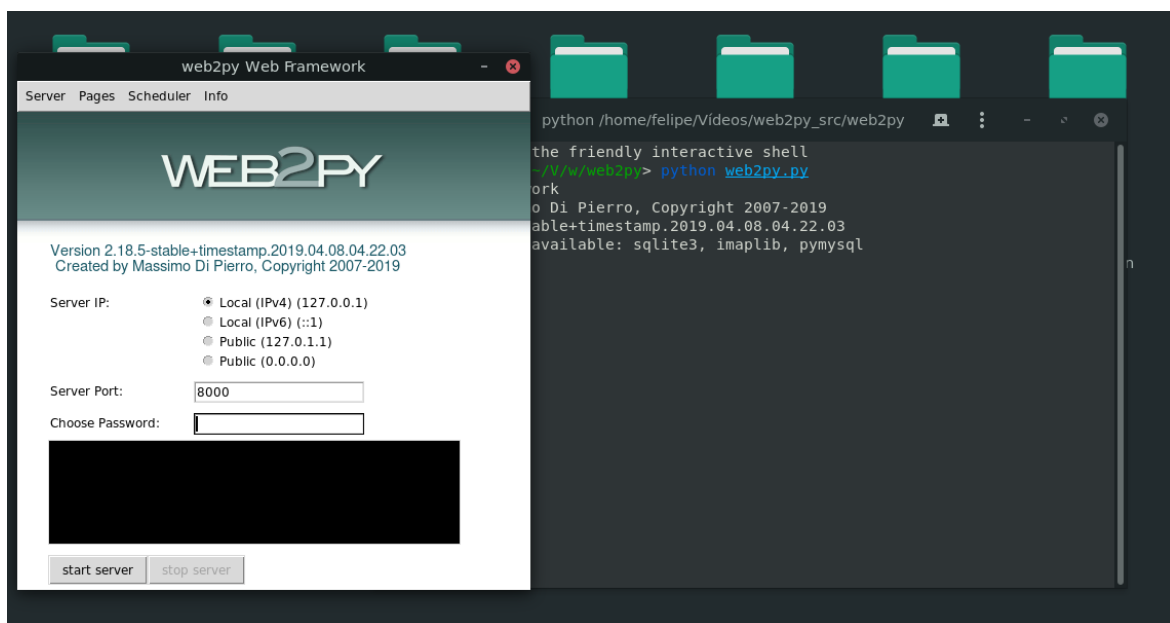 web2py Web Framework
Server Pages Scheduler Info
WEB2PY
Version 2.18.5-stable+timestamp.2019.04.08.04.22.03
Created by Massimo Di Pierro, Copyright 2007-2019
Server IP:
Local (IPv4) (127.0.0.1)
Local (IPv6) (::1)
Public (127.0.1.1)
Public (0.0.0.0)
Server Port:
8000
Choose Password:
start server stop server
python /home/felipe/Vídeos/web2py_src/web2py
the friendly interactive shell
~/V/w/web2py> python web2py.py
ork
o Di Pierro, Copyright 2007-2019
able+timestamp.2019.04.08.04.22.03
available: sqlite3, imaplib, pymysql
n